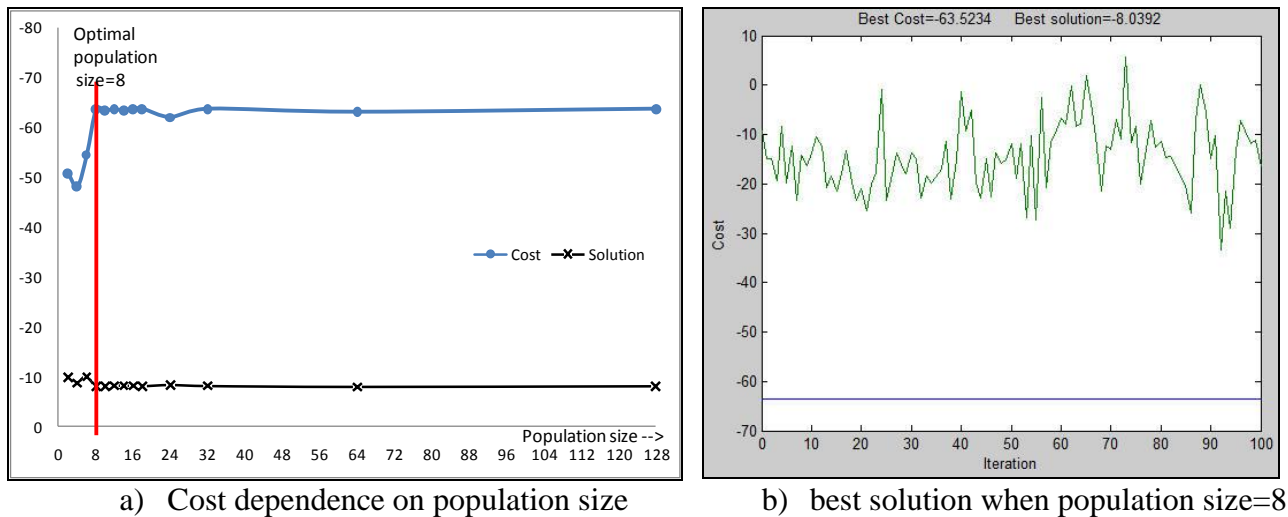 -80
-70
-60
-50
-40
-30
-20
-10
0
Optimal
population
size=8
Cost
Solution
Population size -->
0 8 16 24 32 40 48 56 64 72 80 88 96 104 112 120 128
a) Cost dependence on population size
Best Cost=-63.5234 Best solution=-8.0392
10
0
-10
-20
-30
-40
-50
-60
-70
Cost
0 10 20 30 40 50 60 70 80 90 100
Iteration
b) best solution when population size=8